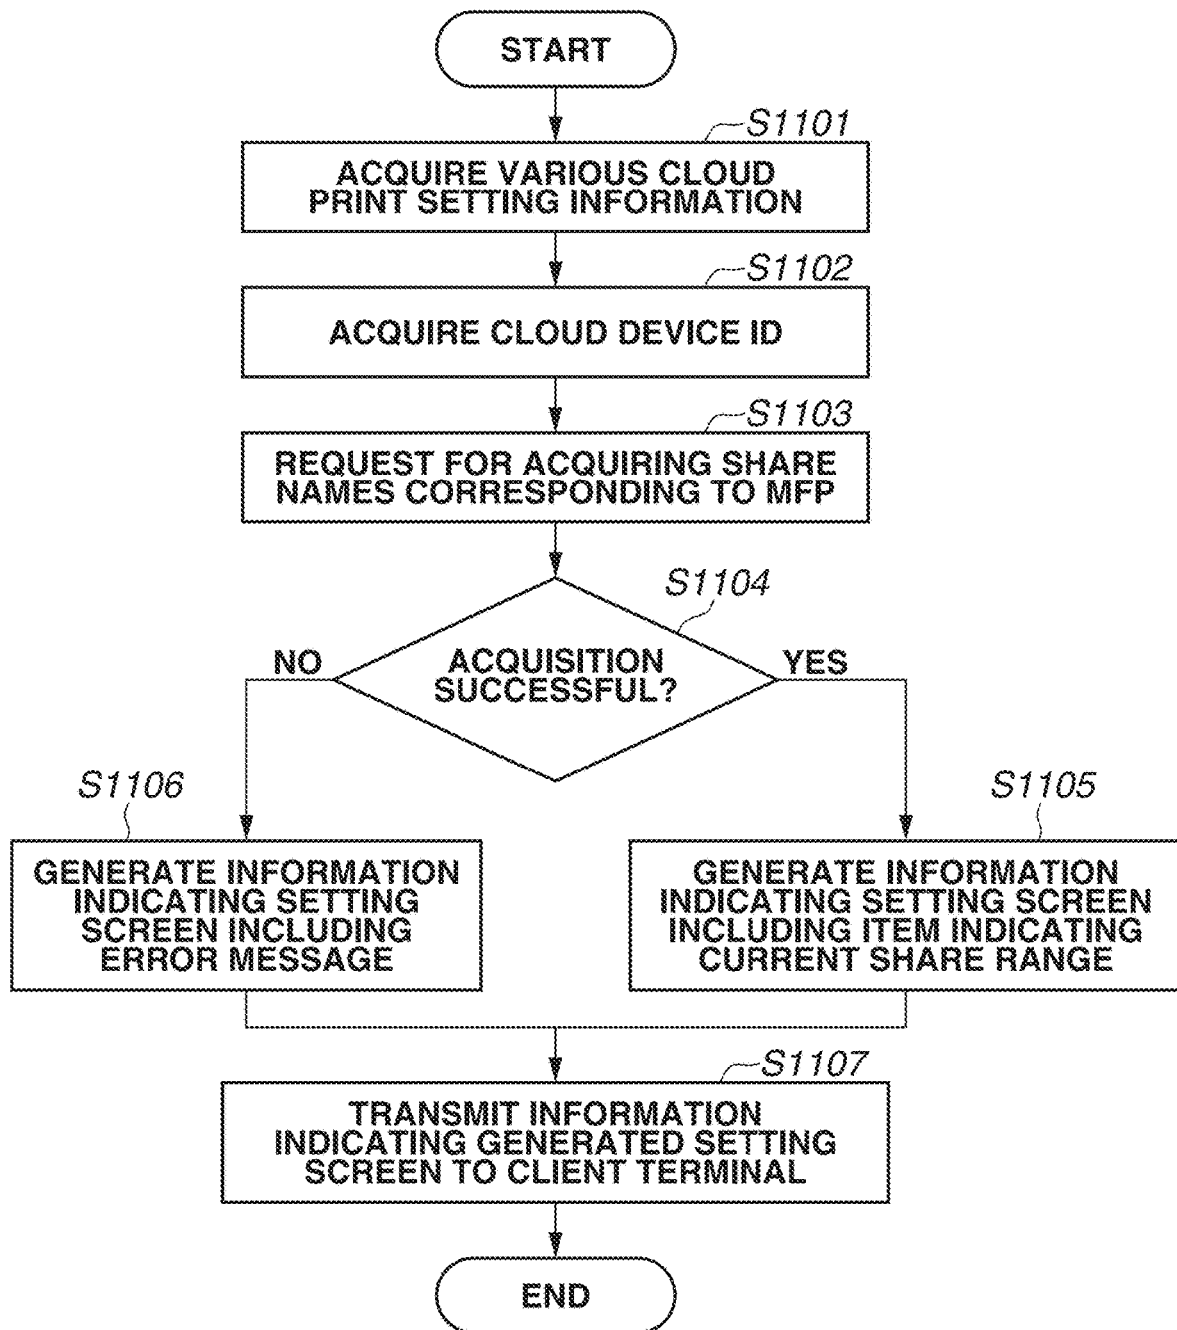 START
S1101
ACQUIRE VARIOUS CLOUD
PRINT SETTING INFORMATION
S1102
ACQUIRE CLOUD DEVICE ID
S1103
REQUEST FOR ACQUIRING SHARE
NAMES CORRESPONDING TO MFP
S1104
NO
ACQUISITION
SUCCESSFUL?
YES
S1106
GENERATE INFORMATION
INDICATING SETTING
SCREEN INCLUDING
ERROR MESSAGE
S1105
GENERATE INFORMATION
INDICATING SETTING SCREEN
INCLUDING ITEM INDICATING
CURRENT SHARE RANGE
S1107
TRANSMIT INFORMATION
INDICATING GENERATED SETTING
SCREEN TO CLIENT TERMINAL
END